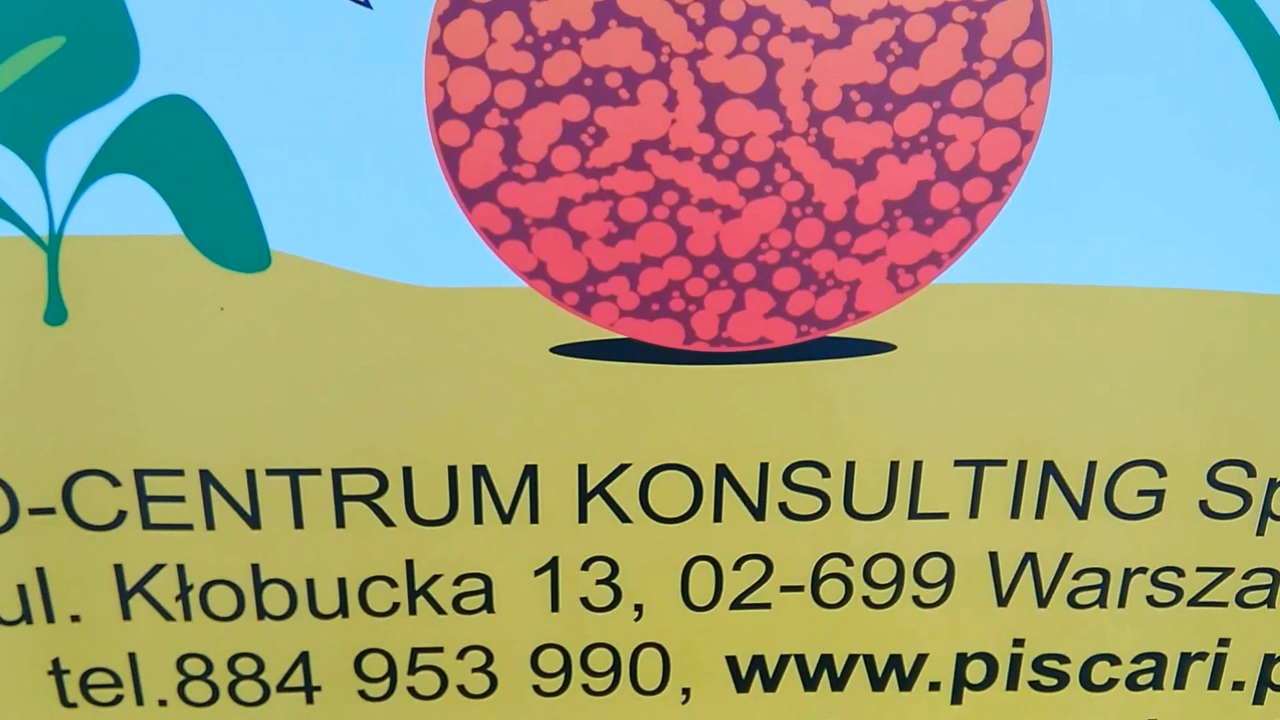 O-CENTRUM KONSULTING Sp
ul. Kłobucka 13, 02-699 Warsza
tel.884 953 990, www.piscari.p